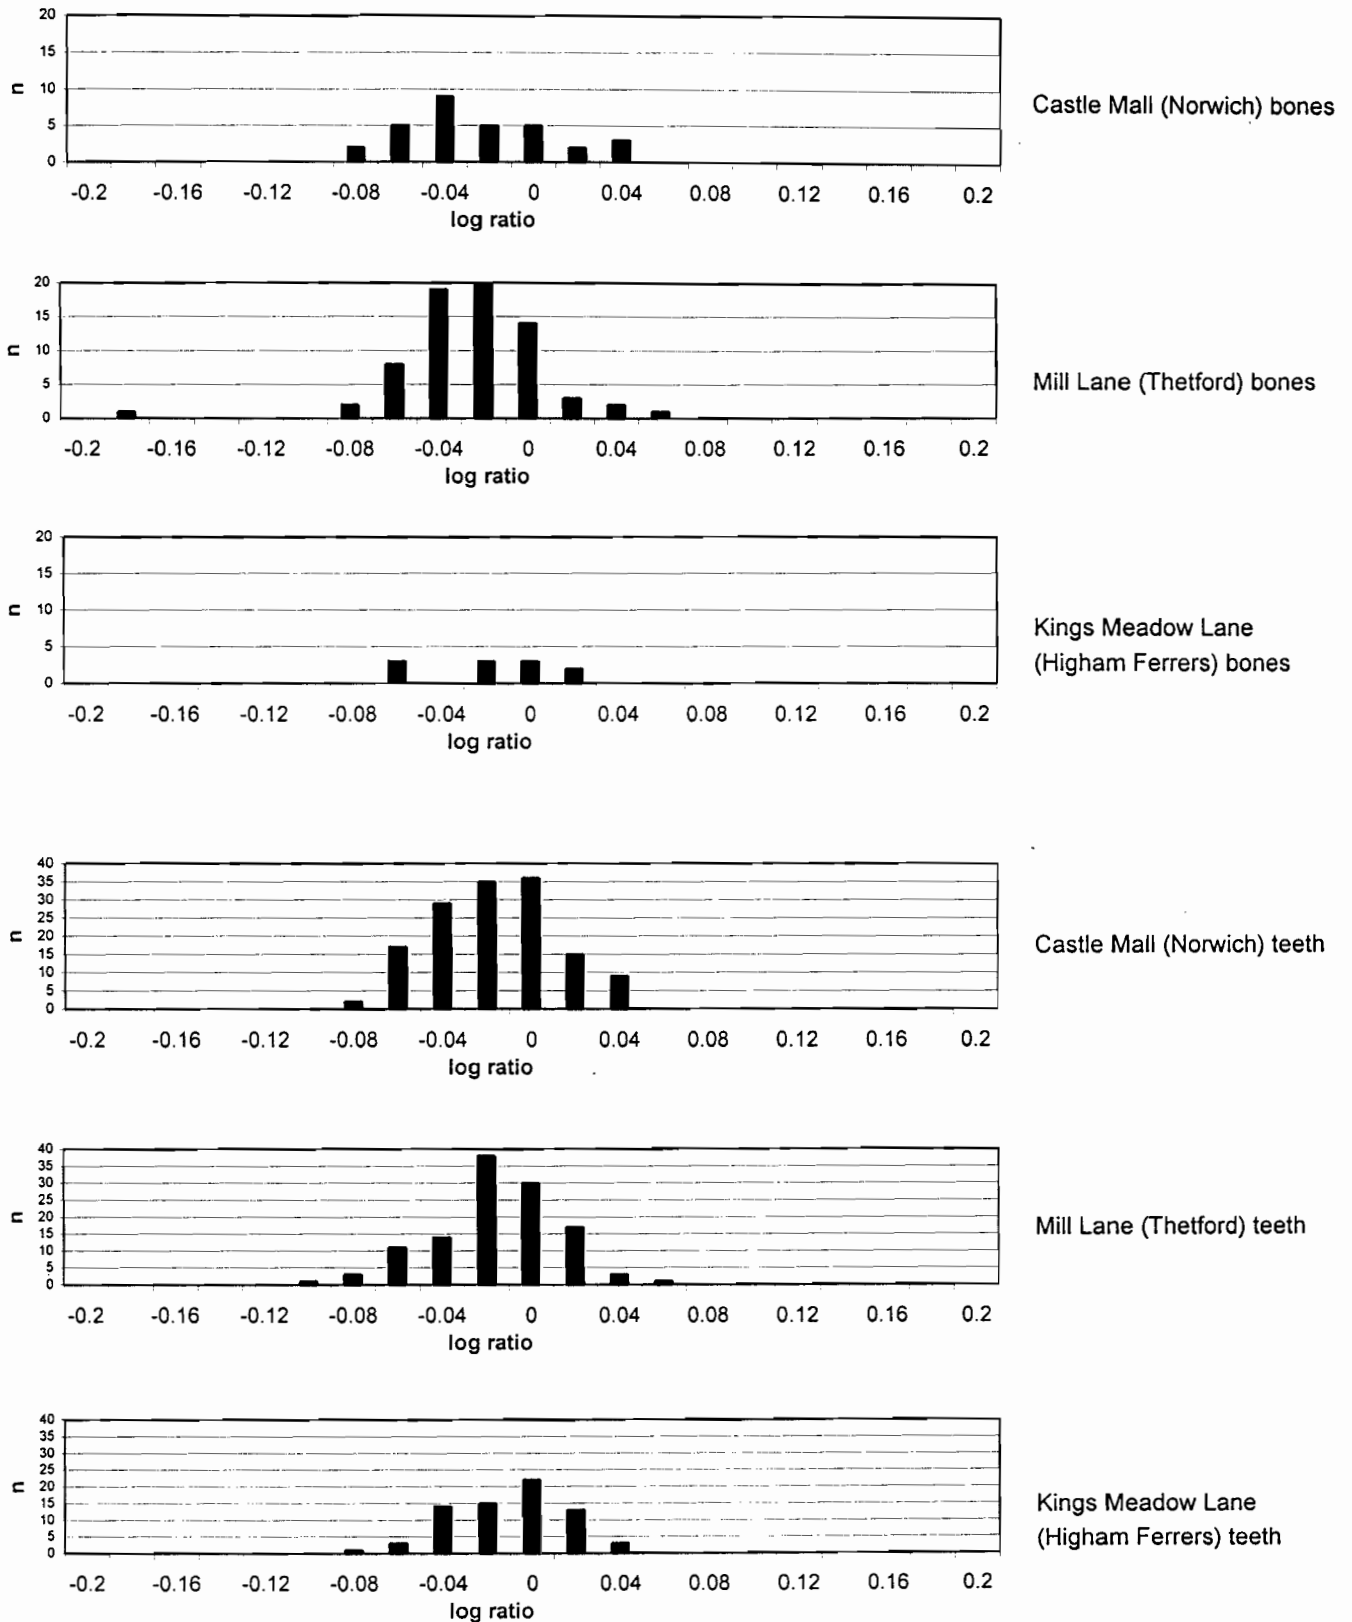 20
15
10
5
0
n
-0.2 -0.16 -0.12 -0.08 -0.04 0 0.04 0.08 0.12 0.16 0.2
log ratio
Castle Mall (Norwich) bones
20
15
10
5
0
n
-0.2 -0.16 -0.12 -0.08 -0.04 0 0.04 0.08 0.12 0.16 0.2
log ratio
Mill Lane (Thetford) bones
20
15
10
5
0
n
-0.2 -0.16 -0.12 -0.08 -0.04 0 0.04 0.08 0.12 0.16 0.2
log ratio
Kings Meadow Lane
(Higham Ferrers) bones
40
35
30
25
20
15
10
5
0
n
-0.2 -0.16 -0.12 -0.08 -0.04 0 0.04 0.08 0.12 0.16 0.2
log ratio
Castle Mall (Norwich) teeth
40
35
30
25
20
15
10
5
0
n
-0.2 -0.16 -0.12 -0.08 -0.04 0 0.04 0.08 0.12 0.16 0.2
log ratio
Mill Lane (Thetford) teeth
40
35
30
25
20
15
10
5
0
n
-0.2 -0.16 -0.12 -0.08 -0.04 0 0.04 0.08 0.12 0.16 0.2
log ratio
Kings Meadow Lane
(Higham Ferrers) teeth